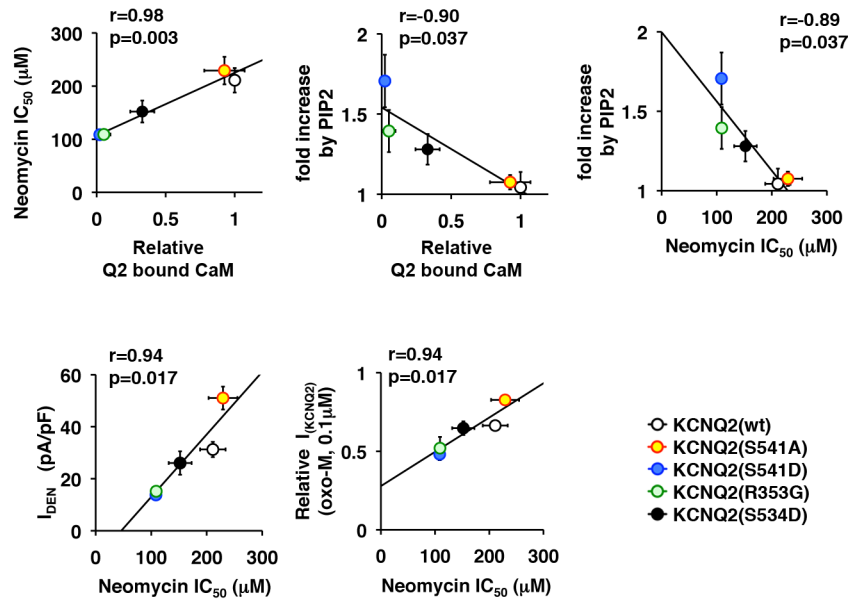 r=0.98
p=0.003
Neomycin IC50 (μM)
300
200
100
0
0
0.5
1
Relative
Q2 bound CaM
r=-0.90
p=0.037
fold increase
by PIP2
2
1.5
1
0
0.5
1
Relative
Q2 bound CaM
r=-0.89
p=0.037
fold increase
by PIP2
2
1.5
1
0
100
200
300
Neomycin IC50 (μM)
r=0.94
p=0.017
IDEN (pA/pF)
60
40
20
0
0
100
200
300
Neomycin IC50 (μM)
r=0.94
p=0.017
Relative I(KCNQ2)
(oxo-M, 0.1μM)
1
0.5
0
0
100
200
300
Neomycin IC50 (μM)
KCNQ2(wt)
KCNQ2(S541A)
KCNQ2(S541D)
KCNQ2(R353G)
KCNQ2(S534D)